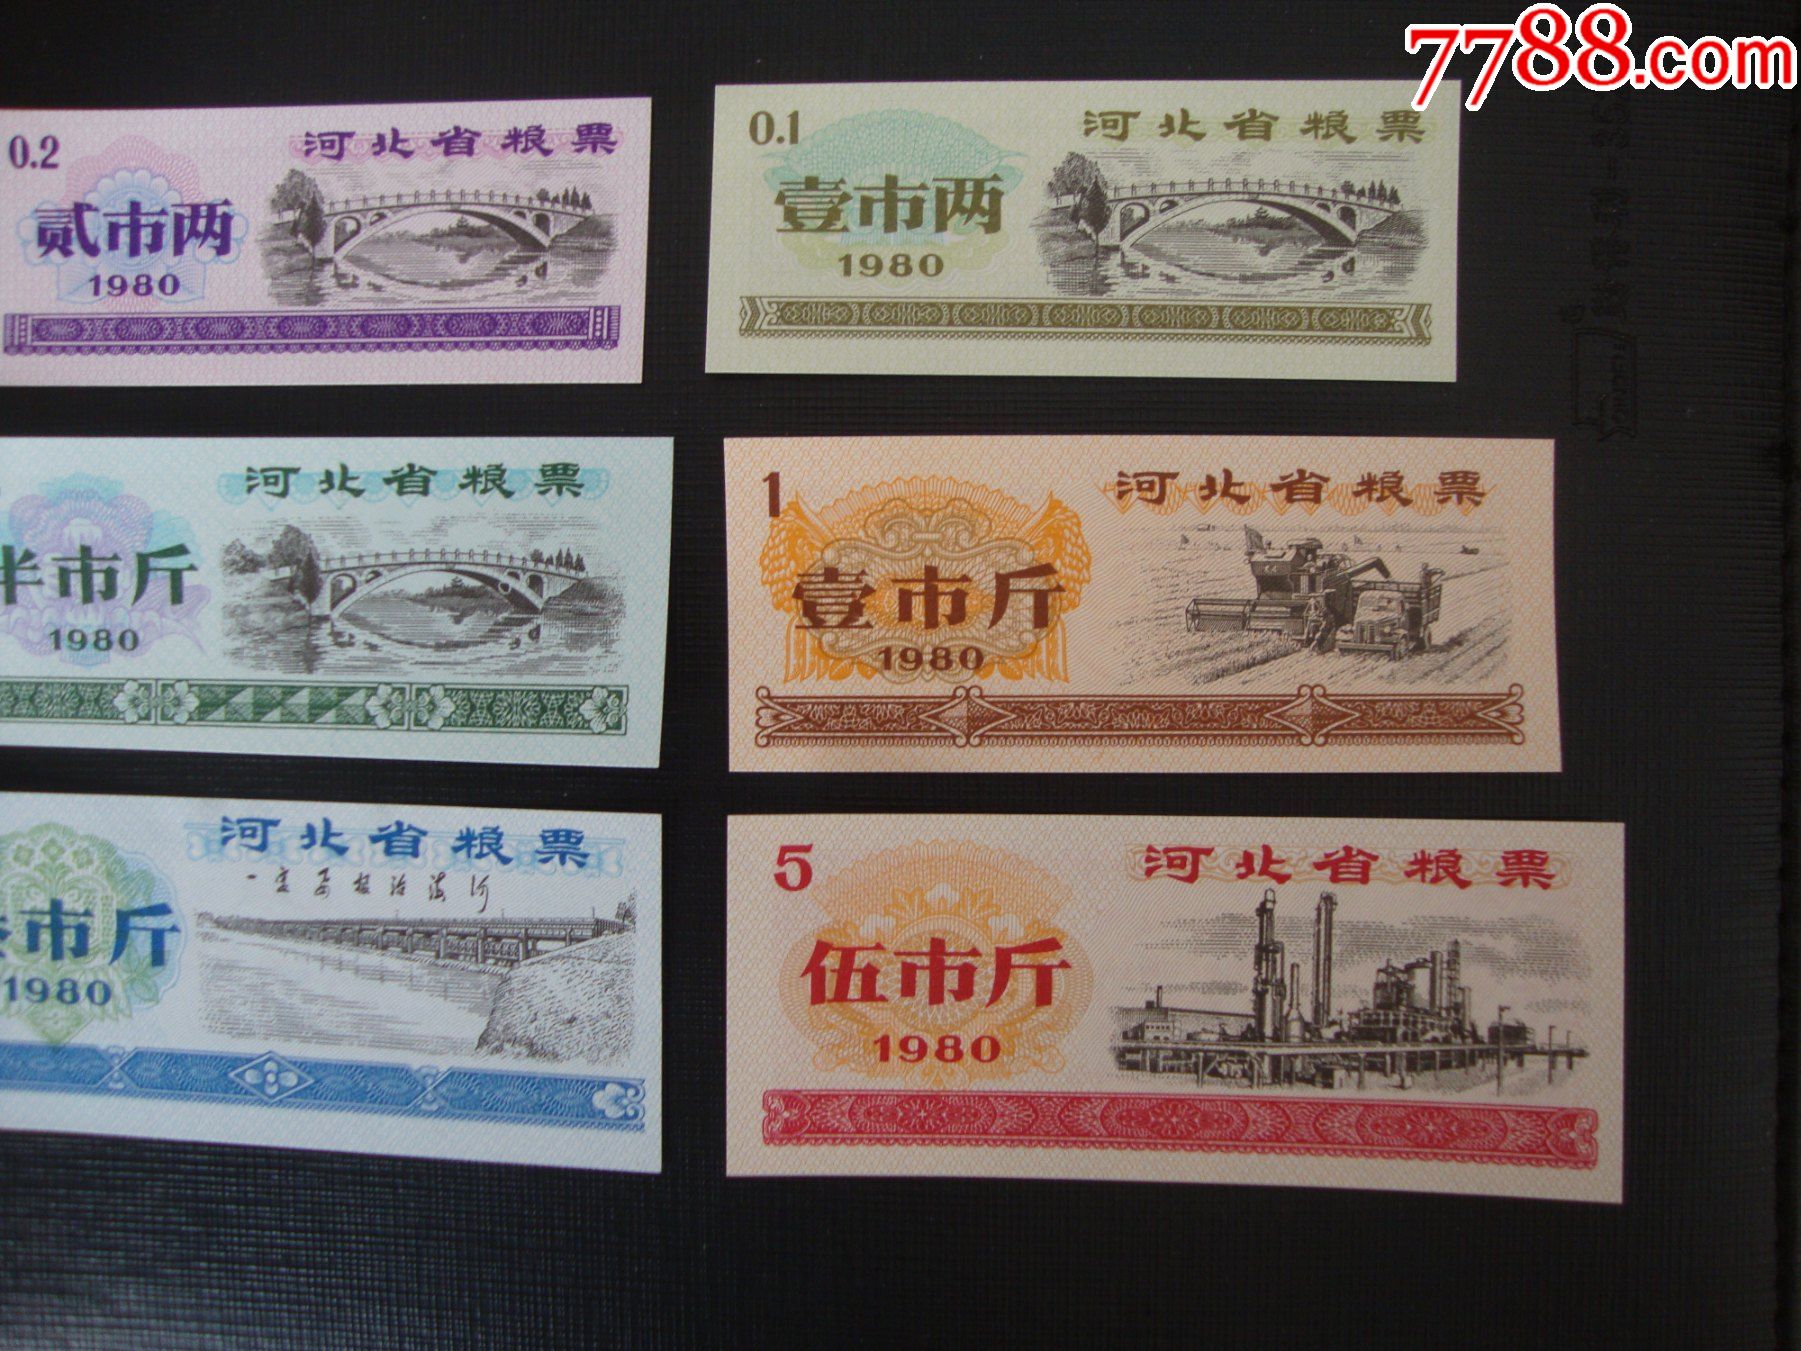 7788.com
0.2
河北省粮票
贰市两
1980
0.1
河北省粮票
壹市两
1980
河北省粮票
半市斤
1980
1
河北省粮票
壹市斤
1980
河北省粮票
一定要根治海河
市斤
1980
5
河北省粮票
伍市斤
1980